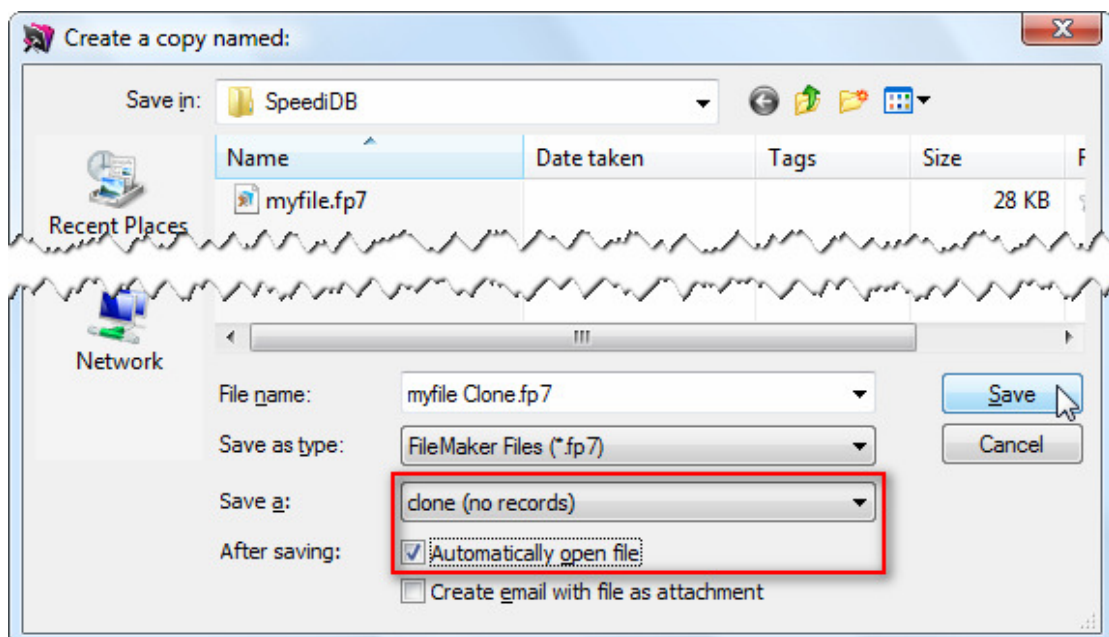 Create a copy named:
Save in: SpeediDB
Name Date taken Tags Size
myfile.fp7 28 KB
Recent Places
Network
File name: myfile Clone.fp7 Save
Save as type: FileMaker Files (*.fp7) Cancel
Save a: clone (no records)
After saving: Automatically open file
Create email with file as attachment